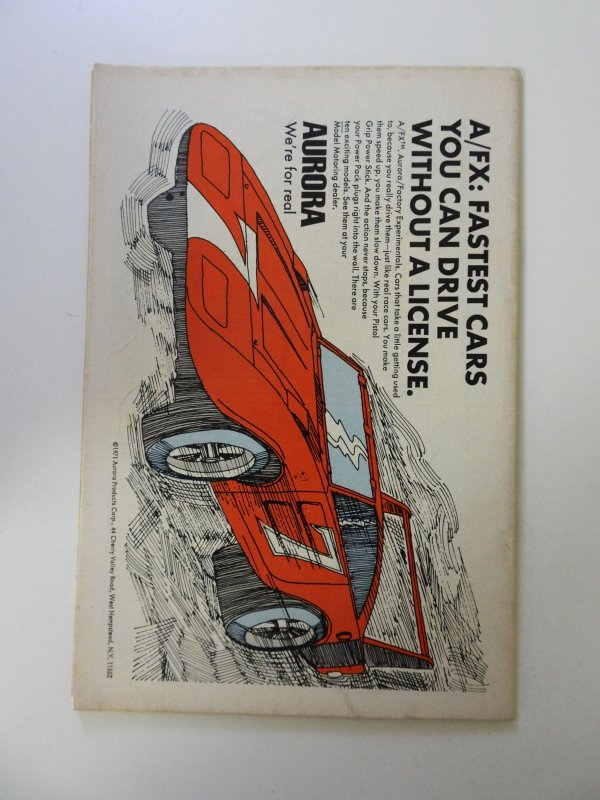 A/FX: FASTEST CARS
YOU CAN DRIVE
WITHOUT A LICENSE.
A/FX™. Aurora/Factory Experimentals. Cars that take a little getting used
to, because you really drive them—just like real race cars. You make
them speed up, you make them slow down. With your Pistol
Grip Power Stick. And the action never stops, because
your Power Pack plugs right into the wall. There are
ten exciting models. See them at your
Model Motoring dealer.
AURORA
We're for real
7
©1971 Aurora Products Corp., 44 Cherry Valley Road, West Hempstead, N.Y. 11552